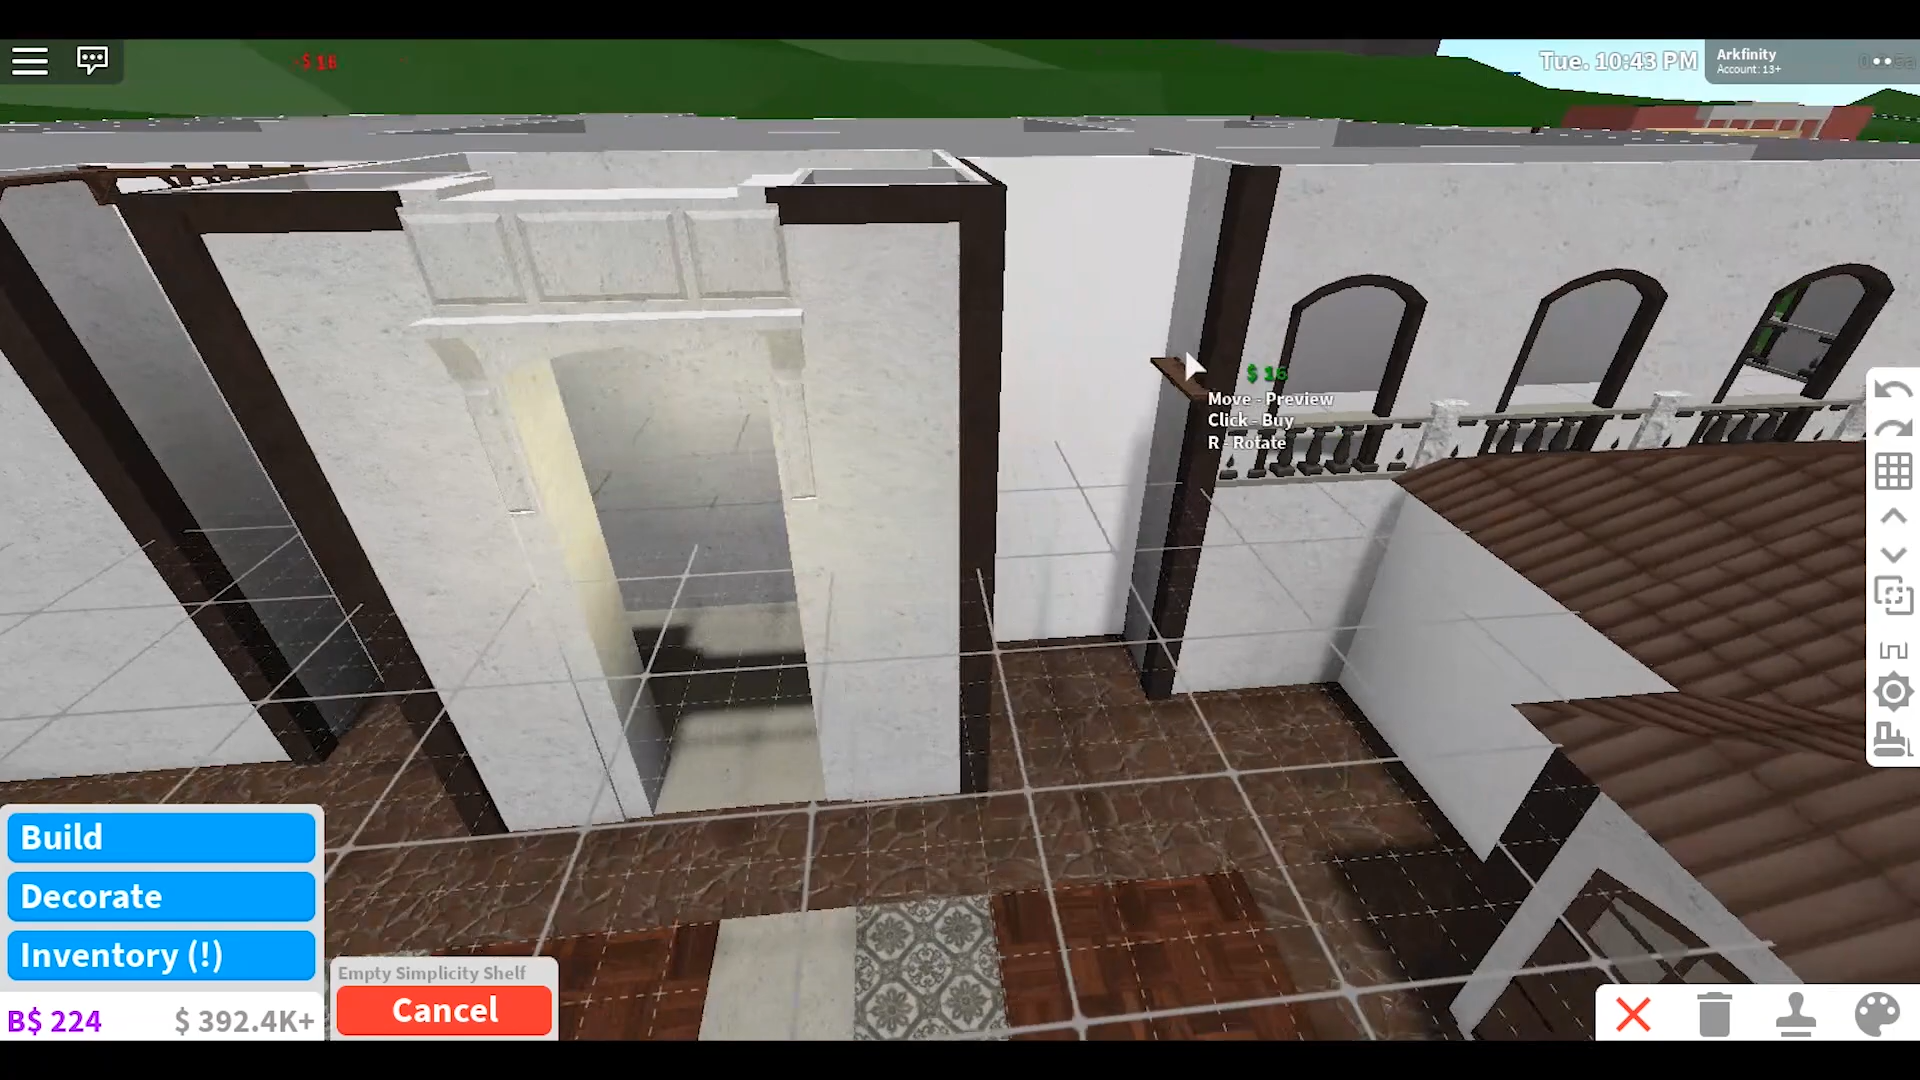 -$ 16
Tue. 10:43 PM
Arkfinity
Account: 13+
$ 16
Move - Preview
Click - Buy
R - Rotate
Build
Decorate
Inventory (!)
B$ 224
$ 392.4K+
Empty Simplicity Shelf
Cancel